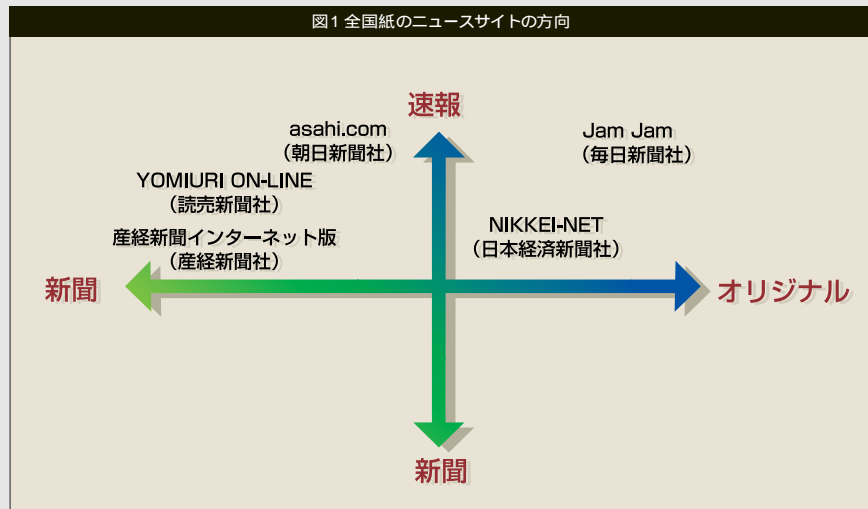 図1 全国紙のニュースサイトの方向
速報
asahi.com
(朝日新聞社)
Jam Jam
(毎日新聞社)
YOMIURI ON-LINE
(読売新聞社)
NIKKEI-NET
(日本経済新聞社)
産経新聞インターネット版
(産経新聞社)
新聞
オリジナル
新聞